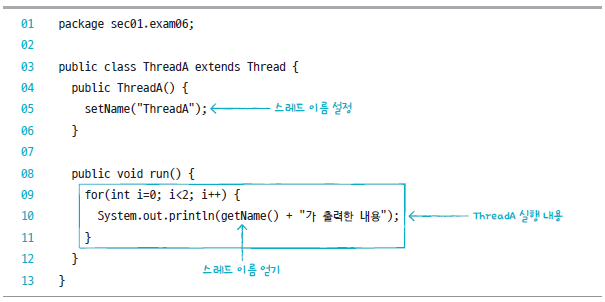 01 package sec01.exam06;
02
03 public class ThreadA extends Thread {
04 public ThreadA() {
05 setName("ThreadA"); 스레드 이름 설정
06 }
07
08 public void run() {
09 for(int i=0; i<2; i++) {
10 System.out.println(getName() + "가 출력한 내용"); ThreadA 실행 내용
11 }
12 }
스레드 이름 얻기
13 }